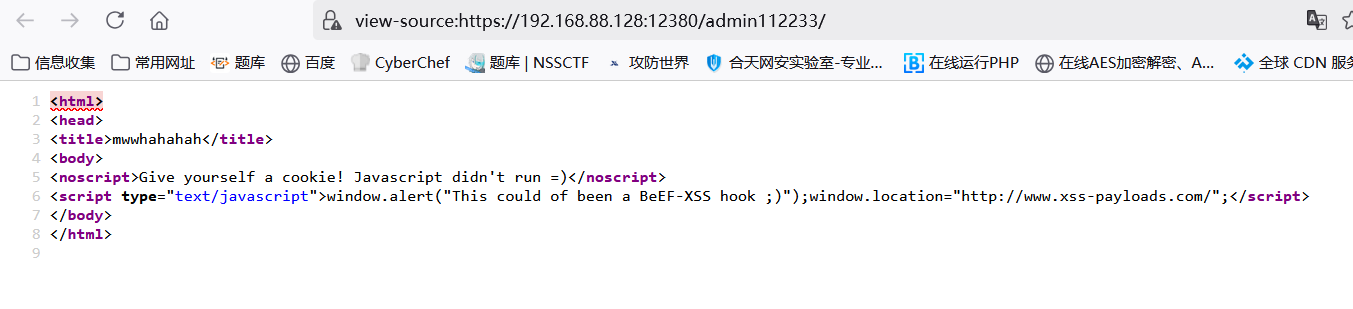 view-source:https://192.168.88.128:12380/admin112233/
信息收集 常用网址 题库 百度 CyberChef 题库 | NSSCTF 攻防世界 合天网安实验室-专业... 在线运行PHP 在线AES加密解密、A... 全球 CDN 服务
1 <html>
2 <head>
3 <title>mwwhahahah</title>
4 <body>
5 <noscript>Give yourself a cookie! Javascript didn't run =)</noscript>
6 <script type="text/javascript">window.alert("This could of been a BeEF-XSS hook ;)");window.location="http://www.xss-payloads.com/";</script>
7 </body>
8 </html>
9